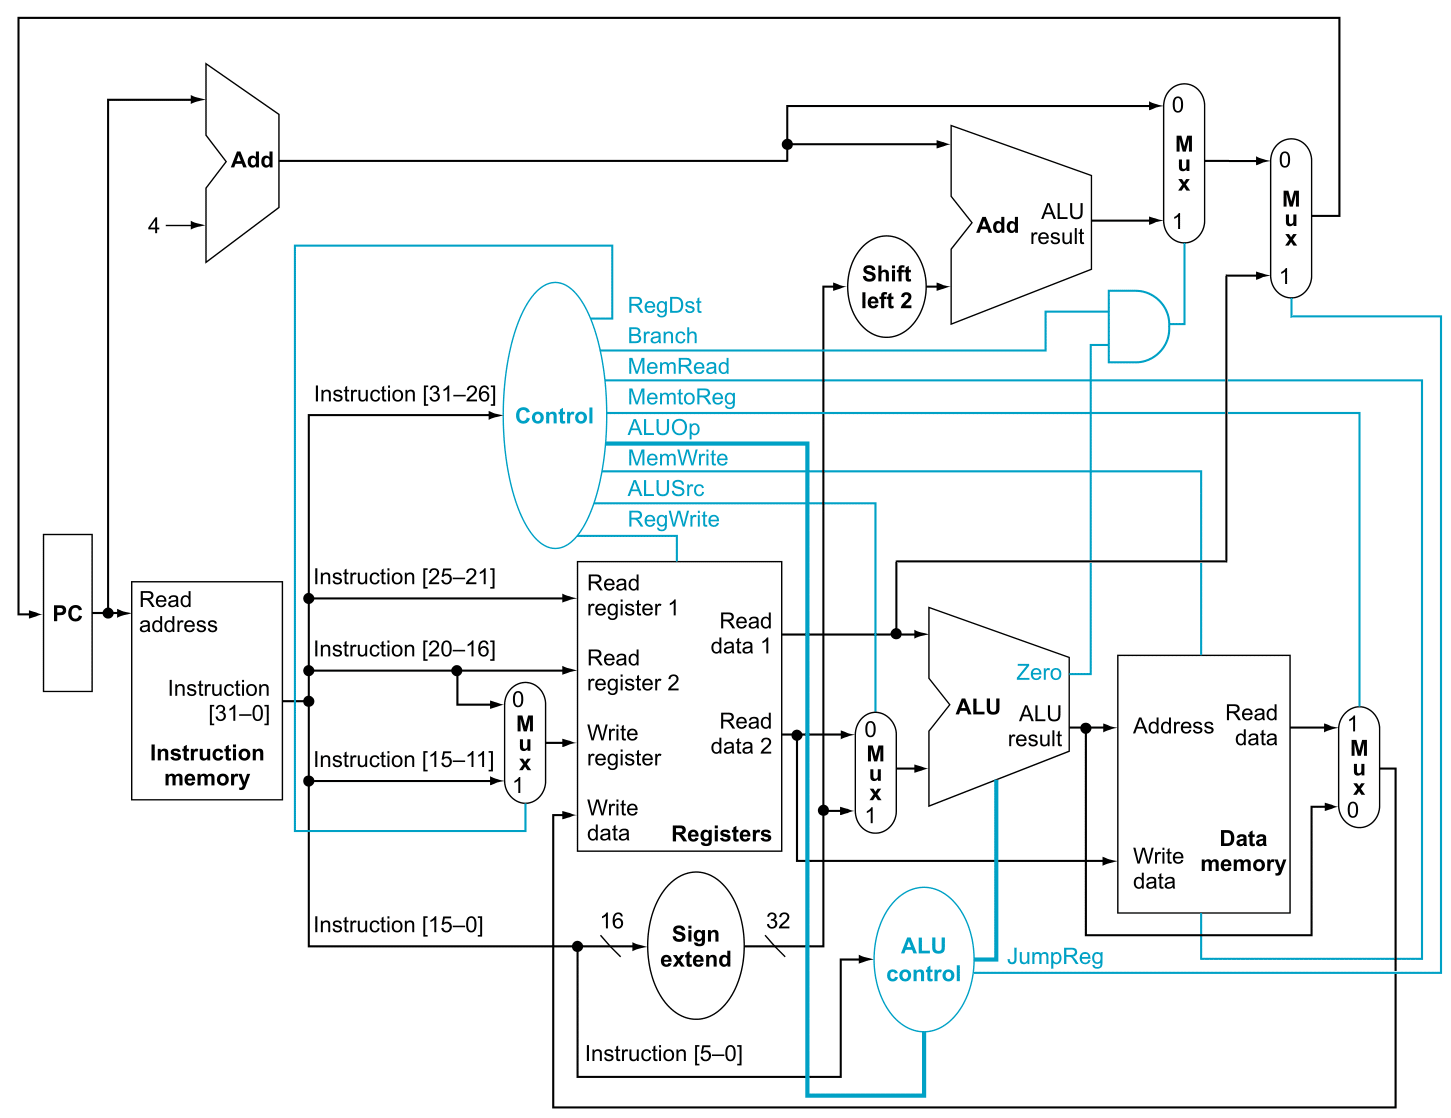 Add
4
0
M
u
x
1
0
M
u
x
1
Add
ALU
result
Shift
left 2
RegDst
Branch
MemRead
MemtoReg
ALUOp
MemWrite
ALUSrc
RegWrite
Control
Instruction [31–26]
PC
Read
address
Instruction
[31–0]
Instruction
memory
Instruction [25–21]
Instruction [20–16]
Instruction [15–11]
Instruction [15–0]
0
M
u
x
1
Read
register 1
Read
register 2
Write
register
Write
data
Read
data 1
Read
data 2
Registers
0
M
u
x
1
Zero
ALU
ALU
result
Address
Read
data
Write
data
Data
memory
1
M
u
x
0
16
Sign
extend
32
ALU
control
JumpReg
Instruction [5–0]